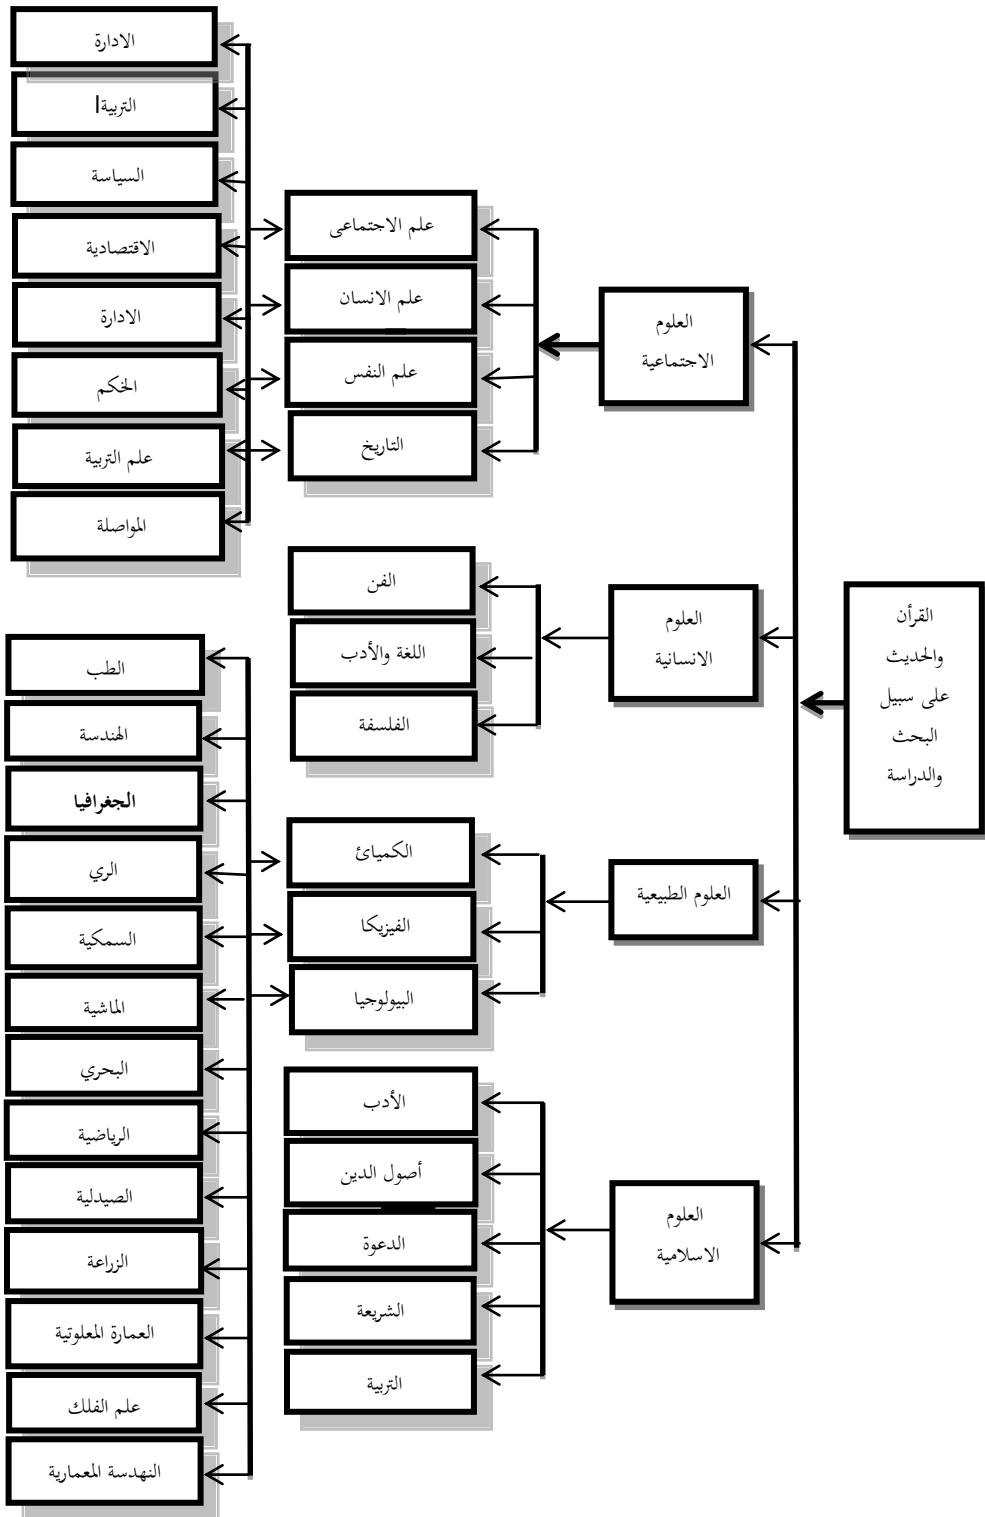 القرأن
والحديث
على سبيل
البحث
والدراسة
العلوم
الاجتماعية
علم الاجتماعى
علم الانسان
علم النفس
التاريخ
الادارة
التربيةا
السياسة
الاقتصادية
الادارة
الخكم
علم التربية
المواصلة
العلوم
الانسانية
الفن
اللغة والأدب
الفلسفة
العلوم الطبيعية
الكميائ
الفيزيكا
البيولوجيا
الطب
الهندسة
الجغرافيا
الري
السمكية
الماشية
البحري
الرياضية
الصيدلية
الزراعة
العمارة المعلوتية
علم الفلك
النهدسة المعمارية
العلوم
الاسلامية
الأدب
أصول الدين
الدعوة
الشريعة
التربية